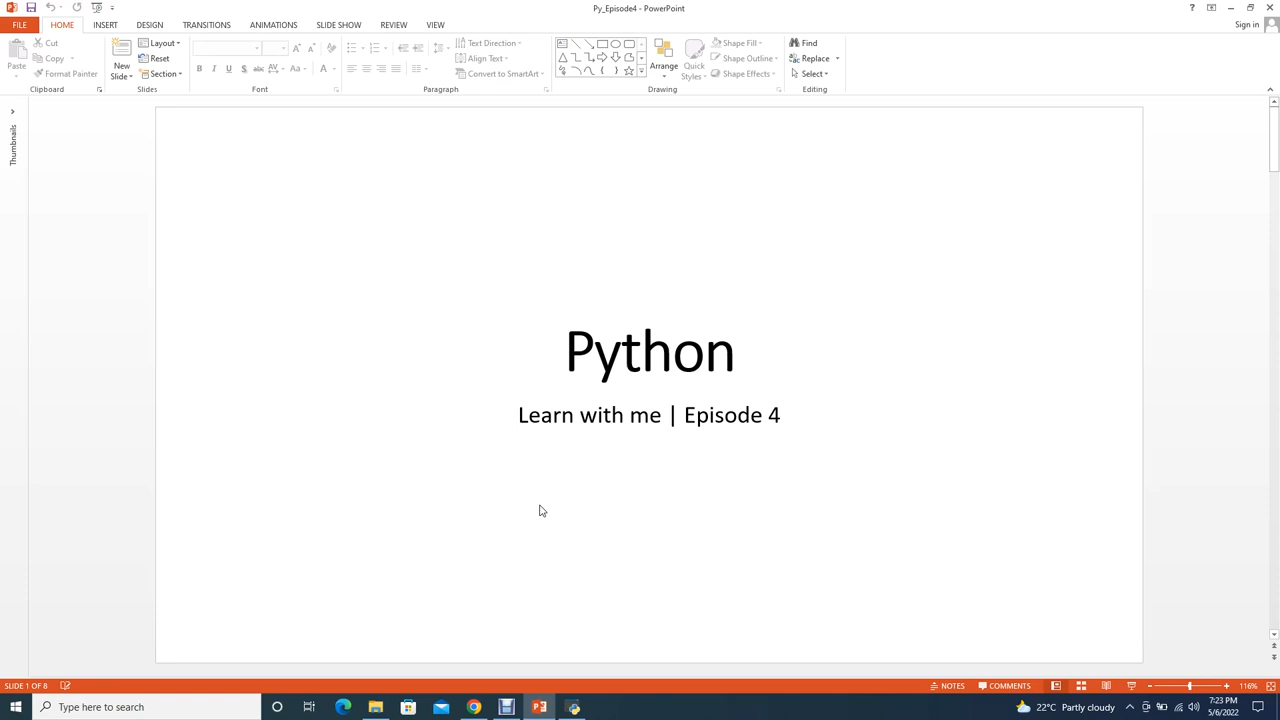 Py_Episode4 - PowerPoint
? 
Sign in
FILE HOME INSERT DESIGN TRANSITIONS ANIMATIONS SLIDE SHOW REVIEW VIEW
Paste
Cut
Copy
Format Painter
Clipboard
New
Slide
Layout
Reset
Section
Slides
B I U S abc AV Aa A
Font
Text Direction
Align Text
Convert to SmartArt
Paragraph
Arrange
Quick
Styles
Shape Fill
Shape Outline
Shape Effects
Drawing
Find
Replace
Select
Editing
Thumbnails
Python
Learn with me | Episode 4
SLIDE 1 OF 8
NOTES COMMENTS 116%
Type here to search
22°C Partly cloudy
7:23 PM
5/6/2022